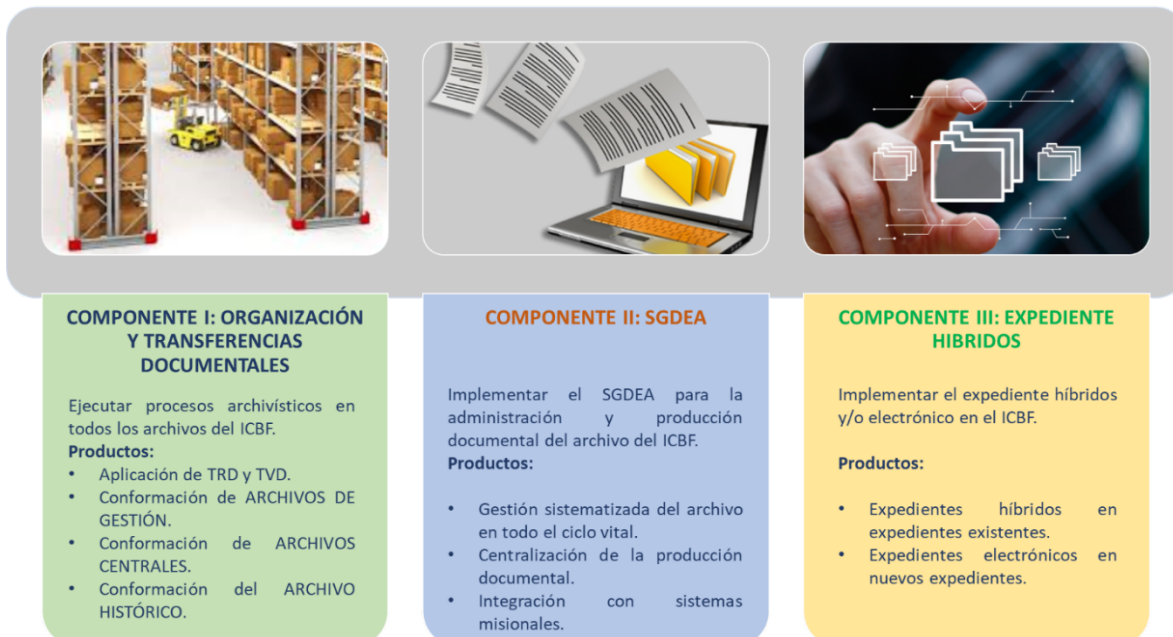 COMPONENTE I: ORGANIZACIÓN
Y TRANSFERENCIAS
DOCUMENTALES
Ejecutar procesos archivísticos en
todos los archivos del ICBF.
Productos:
• Aplicación de TRD y TVD.
• Conformación de ARCHIVOS DE
GESTIÓN.
• Conformación de ARCHIVOS
CENTRALES.
• Conformación del ARCHIVO
HISTÓRICO.
COMPONENTE II: SGDEA
Implementar el SGDEA para la
administración y producción
documental del archivo del ICBF.
Productos:
• Gestión sistematizada del archivo
en todo el ciclo vital.
• Centralización de la producción
documental.
• Integración con sistemas
misionales.
COMPONENTE III: EXPEDIENTE
HIBRIDOS
Implementar el expediente híbridos
y/o electrónico en el ICBF.
Productos:
• Expedientes híbridos en
expedientes existentes.
• Expedientes electrónicos en
nuevos expedientes.